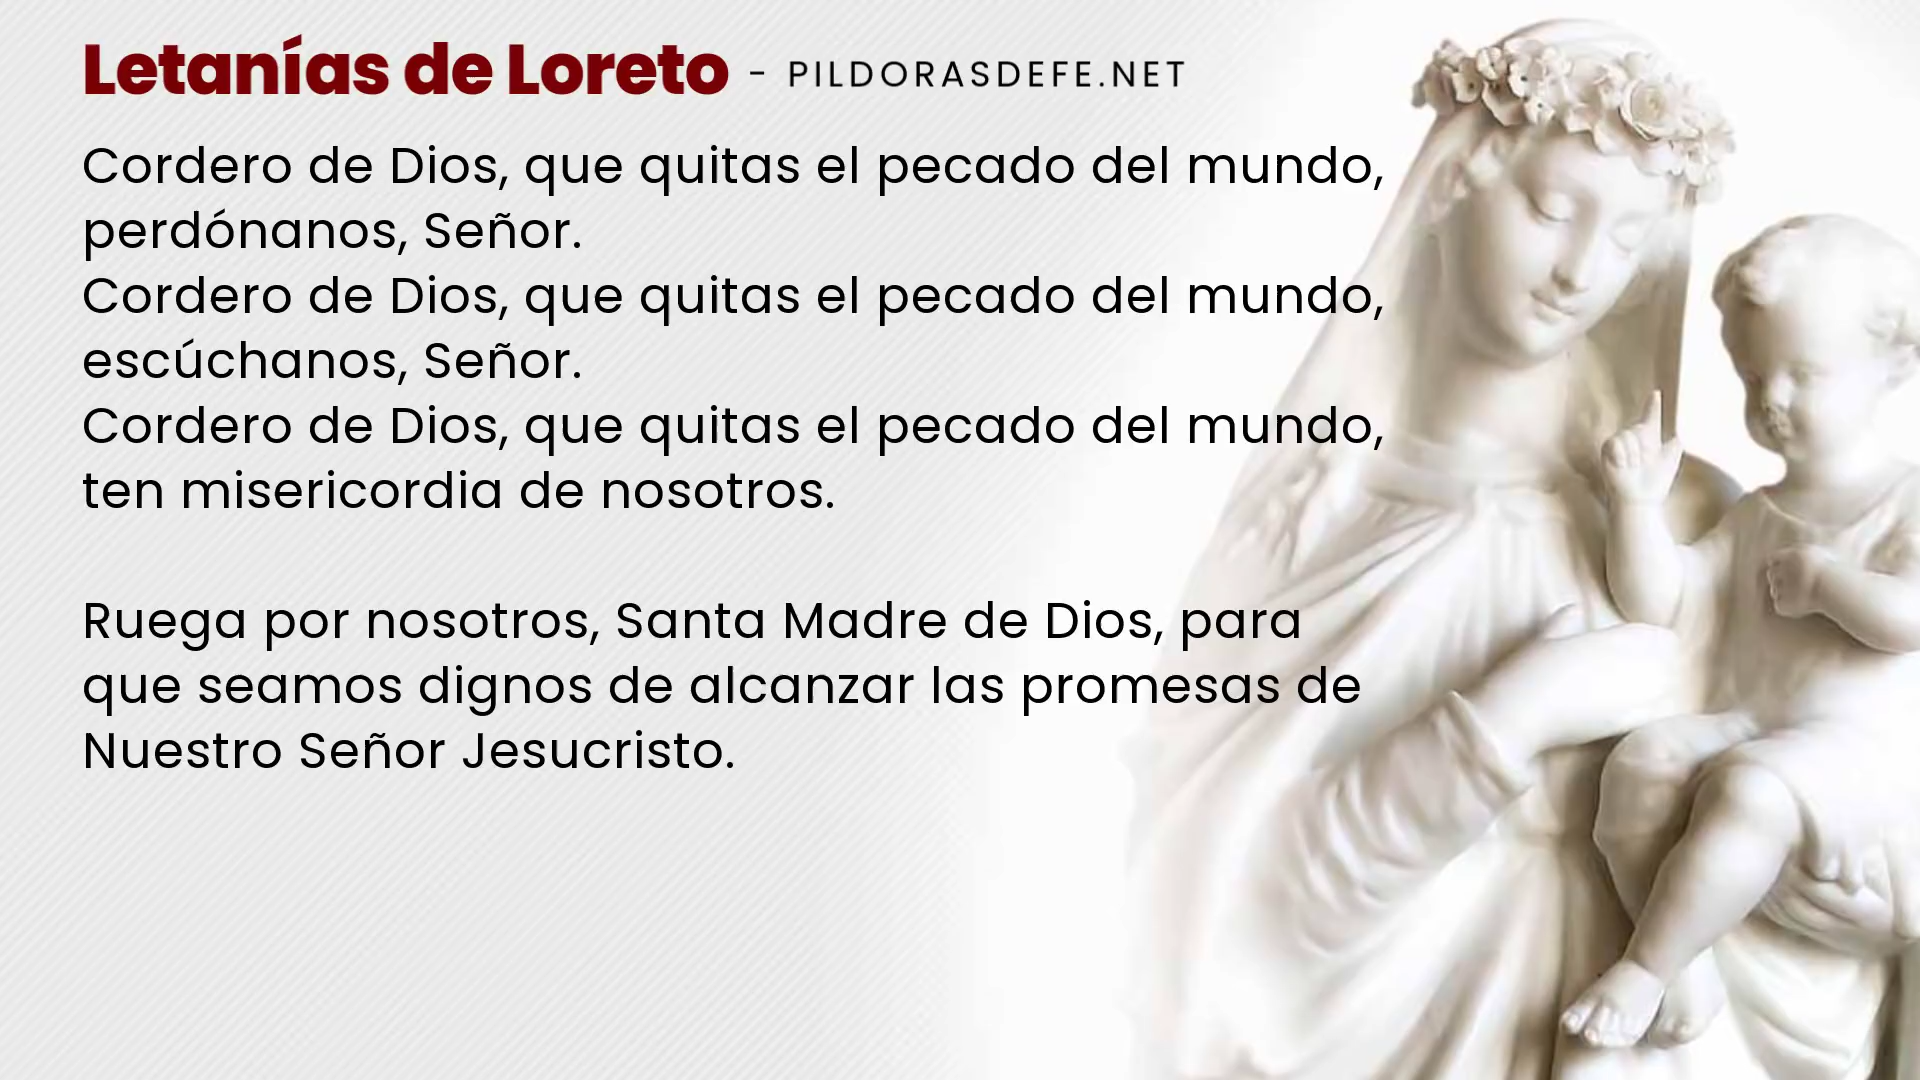 Letanías de Loreto - PILDORASDEFE.NET
Cordero de Dios, que quitas el pecado del mundo,
perdónanos, Señor.
Cordero de Dios, que quitas el pecado del mundo,
escúchanos, Señor.
Cordero de Dios, que quitas el pecado del mundo,
ten misericordia de nosotros.
Ruega por nosotros, Santa Madre de Dios, para
que seamos dignos de alcanzar las promesas de
Nuestro Señor Jesucristo.